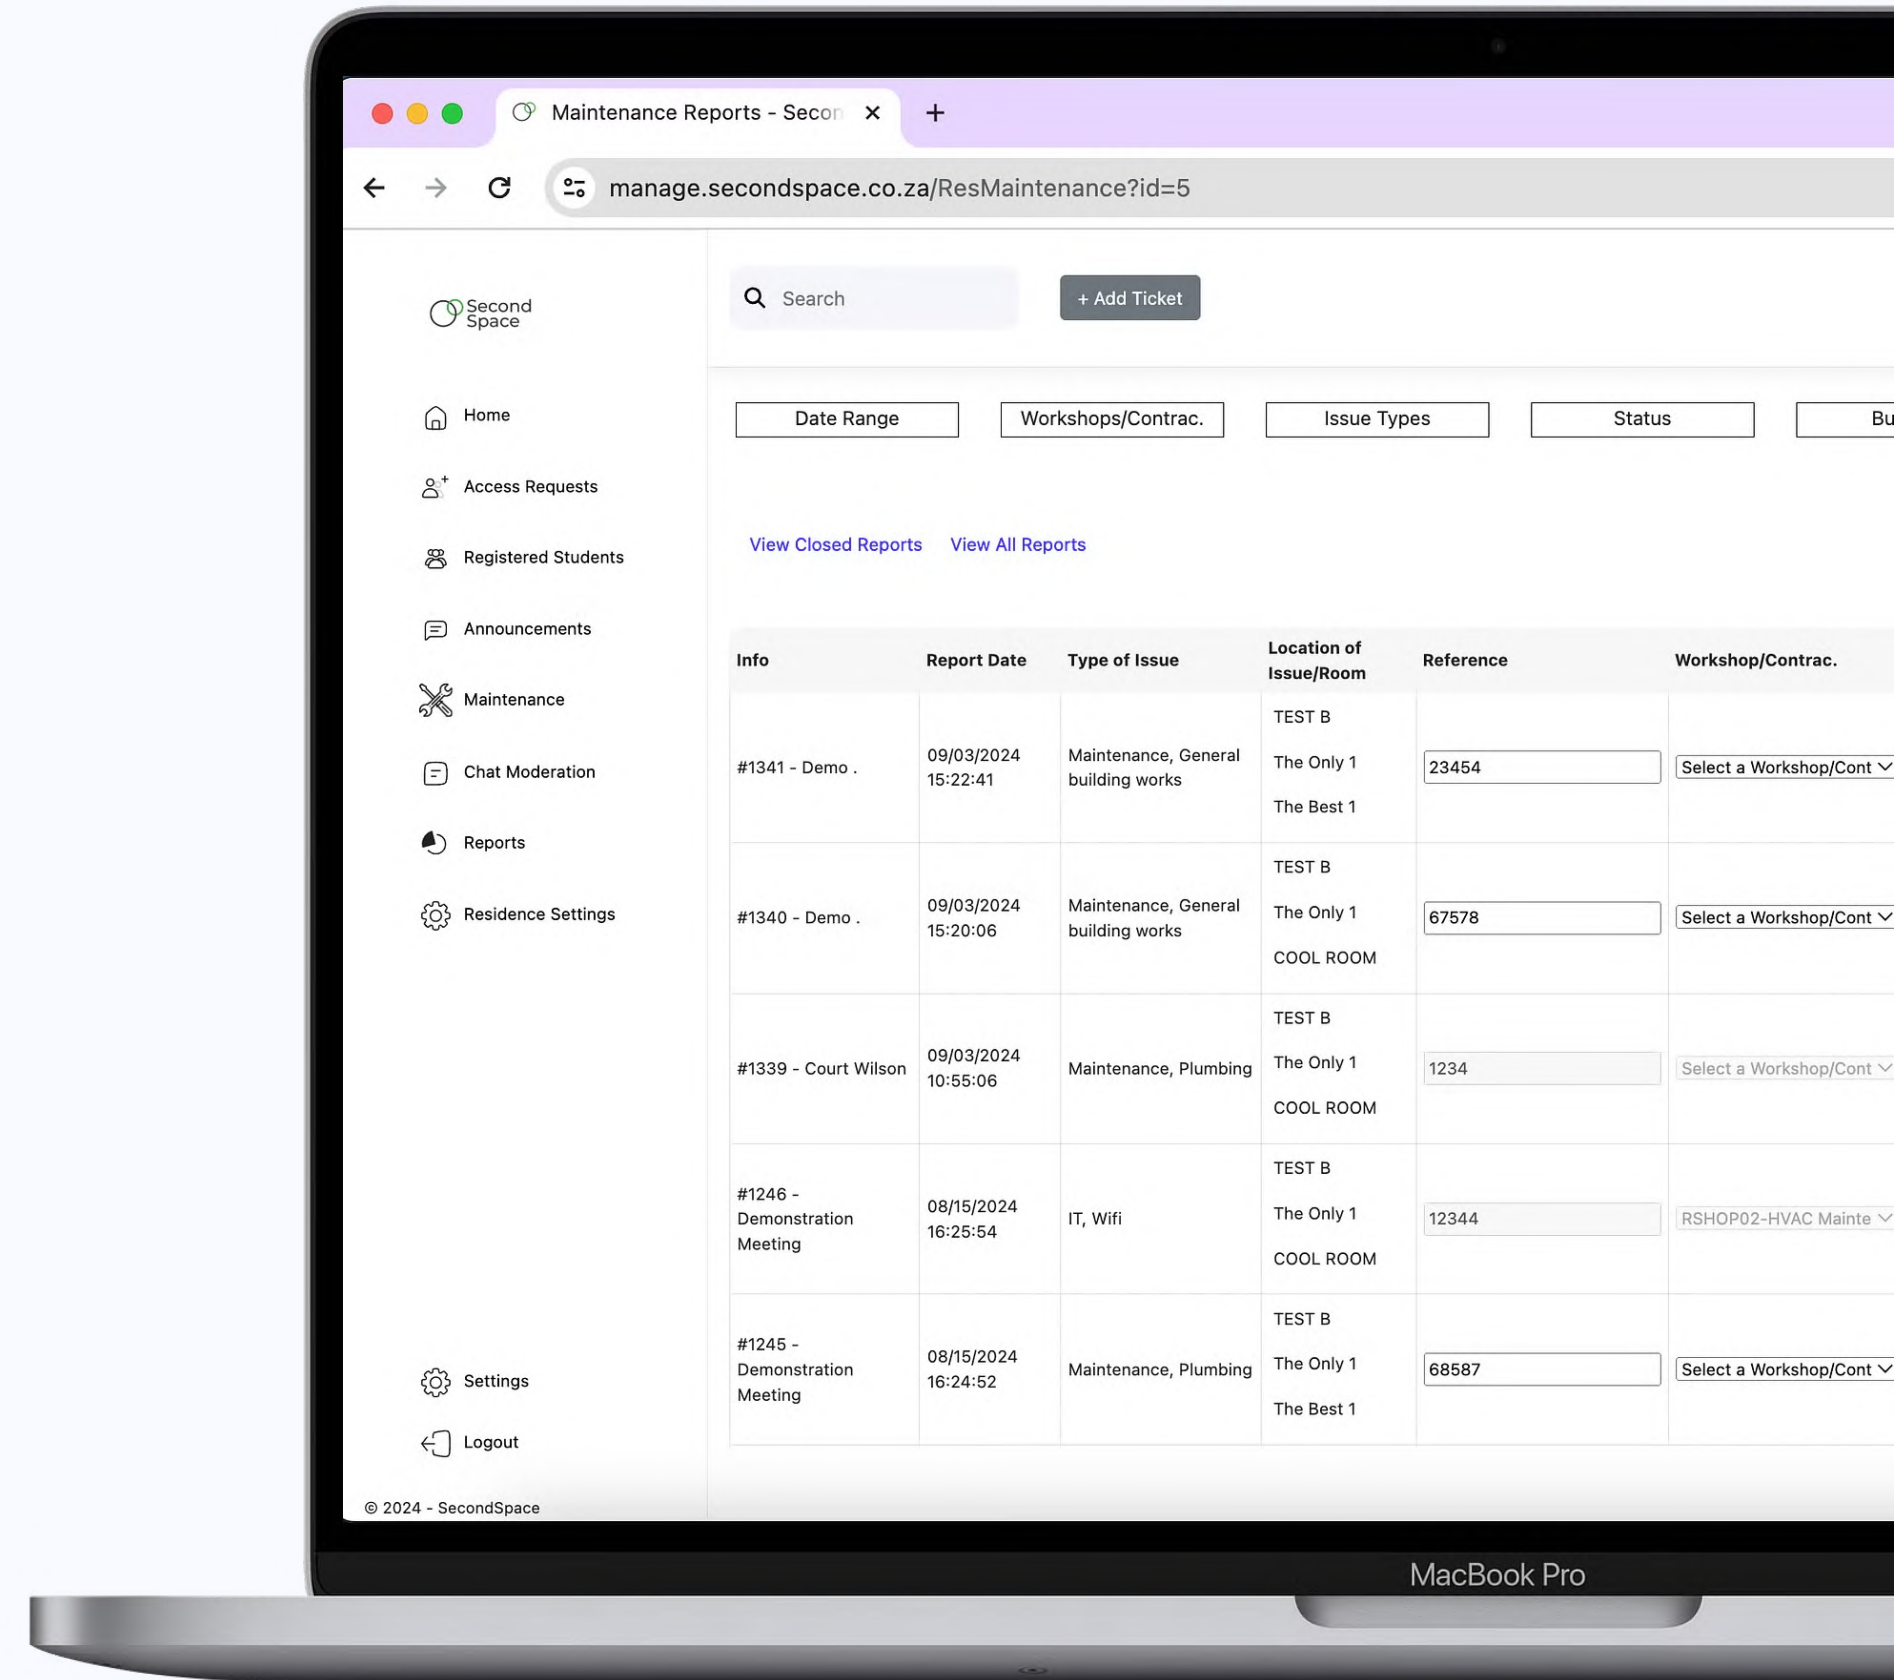 Maintenance Reports - Secon
manage.secondspace.co.za/ResMaintenance?id=5
Second
Space
Search
+ Add Ticket
Home
Access Requests
Registered Students
Announcements
Maintenance
Chat Moderation
Reports
Residence Settings
Settings
Logout
© 2024 - SecondSpace
Date Range Workshops/Contrac. Issue Types Status Bu
View Closed Reports View All Reports
Info Report Date Type of Issue Location of Issue/Room Reference Workshop/Contrac.
#1341 - Demo .
09/03/2024
15:22:41
Maintenance, General
building works
TEST B
The Only 1
The Best 1
23454
Select a Workshop/Cont
#1340 - Demo .
09/03/2024
15:20:06
Maintenance, General
building works
TEST B
The Only 1
COOL ROOM
67578
Select a Workshop/Cont
#1339 - Court Wilson
09/03/2024
10:55:06
Maintenance, Plumbing
TEST B
The Only 1
COOL ROOM
1234
Select a Workshop/Cont
#1246 -
Demonstration
Meeting
08/15/2024
16:25:54
IT, Wifi
TEST B
The Only 1
COOL ROOM
12344
RSHOP02-HVAC Mainte
#1245 -
Demonstration
Meeting
08/15/2024
16:24:52
Maintenance, Plumbing
TEST B
The Only 1
The Best 1
68587
Select a Workshop/Cont
MacBook Pro